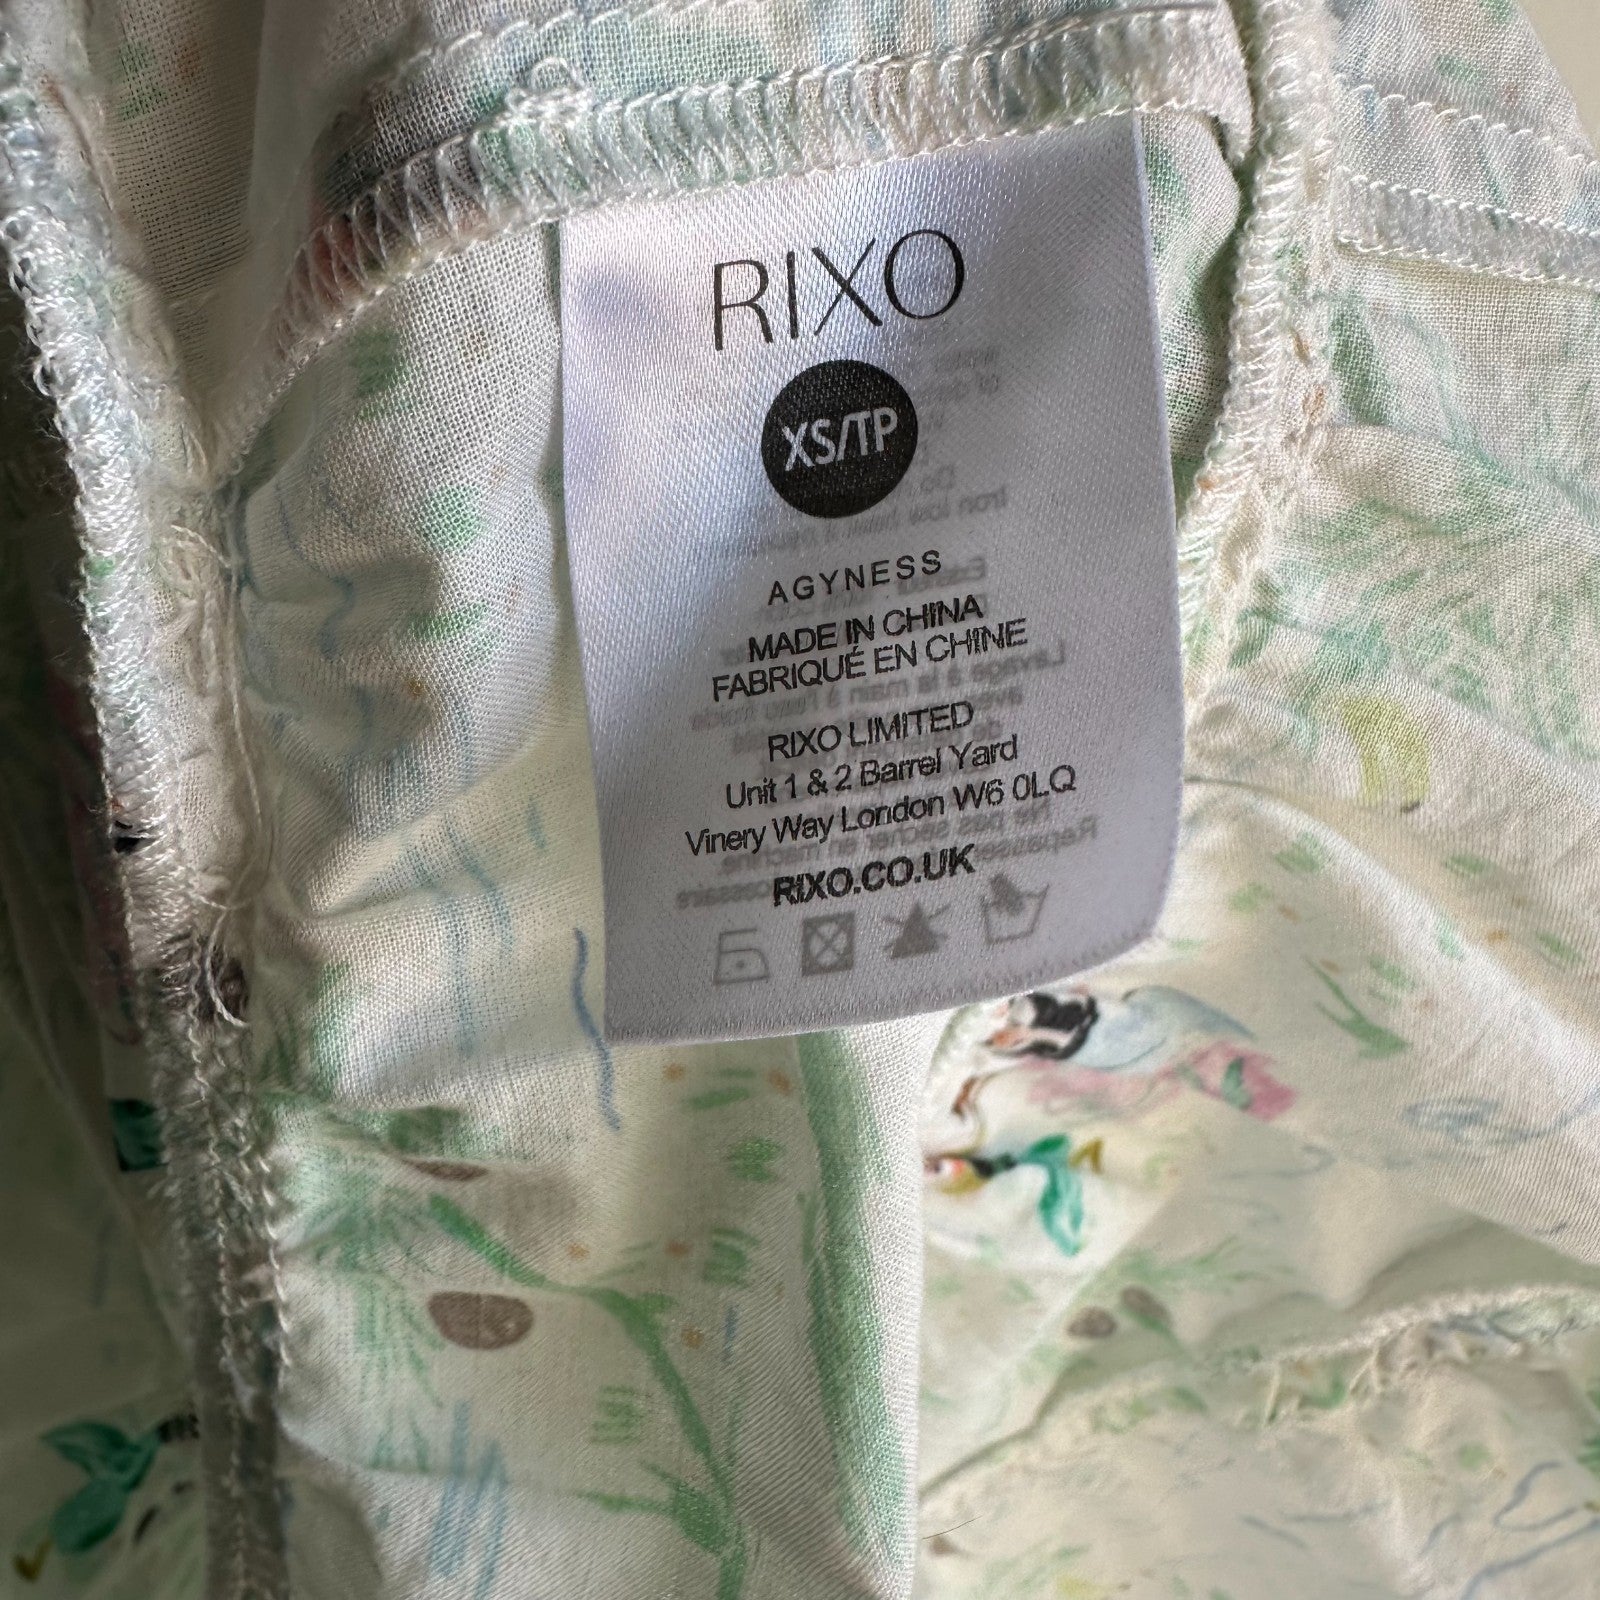 RIXO
XS/TP
AGYNESS
MADE IN CHINA
FABRIQUÉ EN CHINE
RIXO LIMITED
Unit 1 & 2 Barrel Yard
Vinery Way London W6 0LQ
RIXO.CO.UK